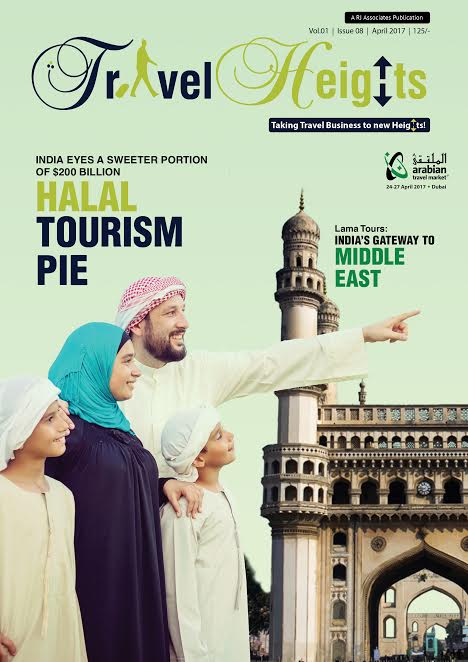 A RJ Associates Publication
Vol.01 | Issue 08 | April 2017 | 125/-
Travel Heights
Taking Travel Business to new Heights!
INDIA EYES A SWEETER PORTION
OF $200 BILLION
HALAL
TOURISM
PIE
الملتقى
arabian
travel market
24-27 April 2017 • Dubai
Lama Tours:
INDIA'S GATEWAY TO
MIDDLE
EAST